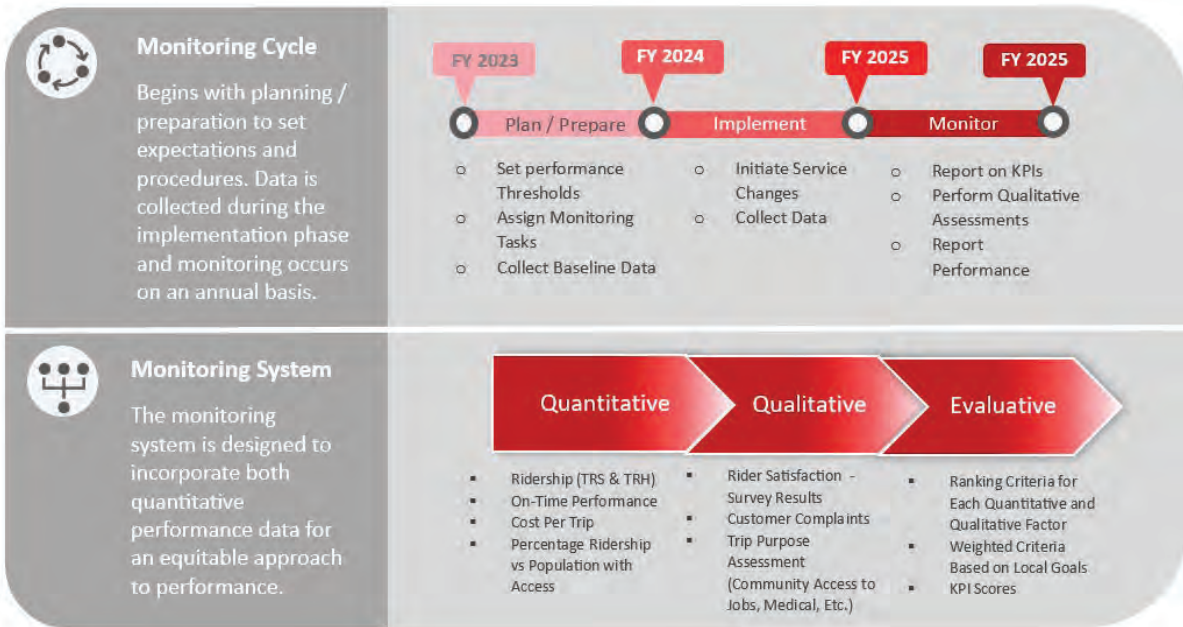 Monitoring Cycle
Begins with planning /
preparation to set
expectations and
procedures. Data is
collected during the
implementation phase
and monitoring occurs
on an annual basis.
FY 2023
FY 2024
FY 2025
FY 2025
Plan / Prepare
Implement
Monitor
o Set performance
Thresholds
o Assign Monitoring
Tasks
o Collect Baseline Data
o Initiate Service
Changes
o Collect Data
o Report on KPIs
o Perform Qualitative
Assessments
o Report
Performance
Monitoring System
The monitoring
system is designed to
incorporate both
quantitative
performance data for
an equitable approach
to performance.
Quantitative
Qualitative
Evaluative
▪ Ridership (TRS & TRH)
▪ On-Time Performance
▪ Cost Per Trip
▪ Percentage Ridership
vs Population with
Access
▪ Rider Satisfaction -
Survey Results
▪ Customer Complaints
▪ Trip Purpose
Assessment
(Community Access to
Jobs, Medical, Etc.)
▪ Ranking Criteria for
Each Quantitative and
Qualitative Factor
▪ Weighted Criteria
Based on Local Goals
▪ KPI Scores